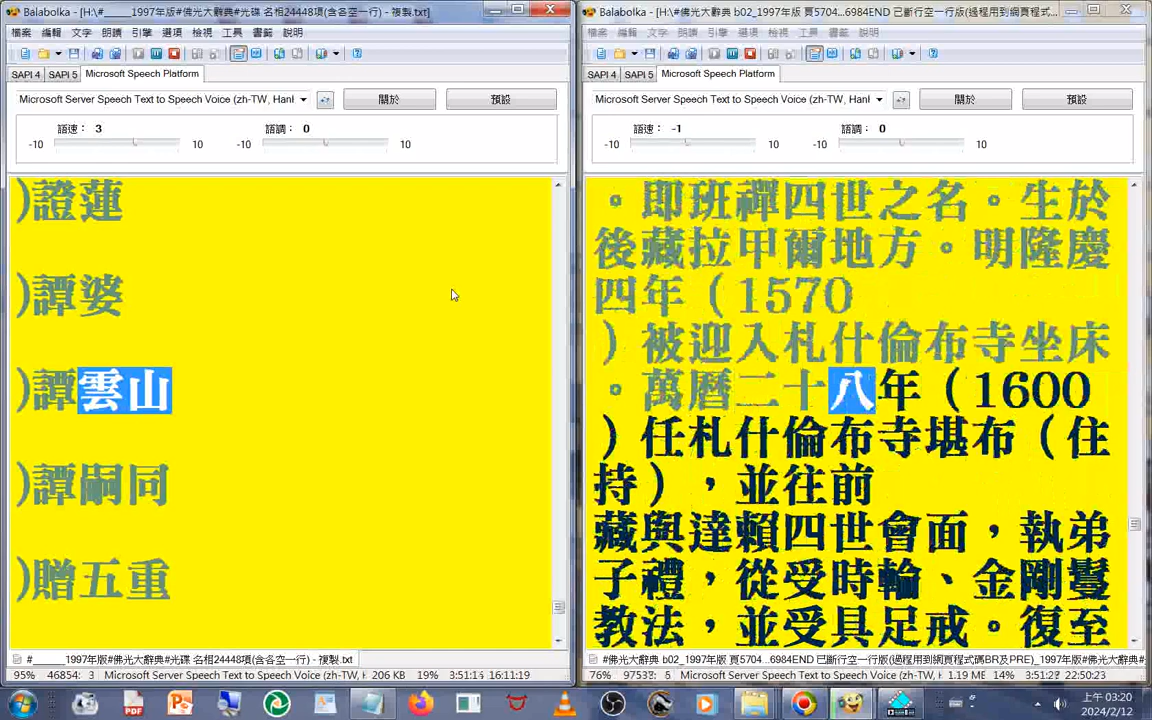 Balabolka - [H:\#_____1997年版#佛光大辭典#光碟 名相24448項(含各空一行) - 複製.txt]
檔案 編輯 文字 朗讀 引擎 選項 檢視 工具 書籤 說明
SAPI 4 SAPI 5 Microsoft Speech Platform
Microsoft Server Speech Text to Speech Voice (zh-TW, Hanl
關於 預設
語速： 3 語調： 0
-10 10 -10 10
)證蓮
)譚婆
)譚雲山
)譚嗣同
)贈五重
#_____1997年版#佛光大辭典#光碟 名相24448項(含各空一行) - 複製.txt
95% 46854: 3 Microsoft Server Speech Text to Speech Voice (zh-TW, H 206 KB 19% 3:51:14 16:11:19
Balabolka - [H:\#佛光大辭典 b02_1997年版 頁5704...6984END 已斷行空一行版(過程用到網頁程式...
檔案 編輯 文字 朗讀 引擎 選項 檢視 工具 書籤 說明
SAPI 4 SAPI 5 Microsoft Speech Platform
Microsoft Server Speech Text to Speech Voice (zh-TW, Hanl
關於 預設
語速： -1 語調： 0
-10 10 -10 10
。即班禪四世之名。生於
後藏拉甲爾地方。明隆慶
四年（1570
）被迎入札什倫布寺坐床
。萬曆二十八年（1600
）任札什倫布寺堪布（住
持），並往前
藏與達賴四世會面，執弟
子禮，從受時輪、金剛鬘
教法，並受具足戒。復至
#佛光大辭典 b02_1997年版 頁5704...6984END 已斷行空一行版(過程用到網頁程式碼BR及PRE)_1997年版#佛光大辭典#
76% 97537: 5 Microsoft Server Speech Text to Speech Voice (zh-TW, H 1.19 ME 14% 3:51:27 22:50:23
上午 03:20
2024/2/12